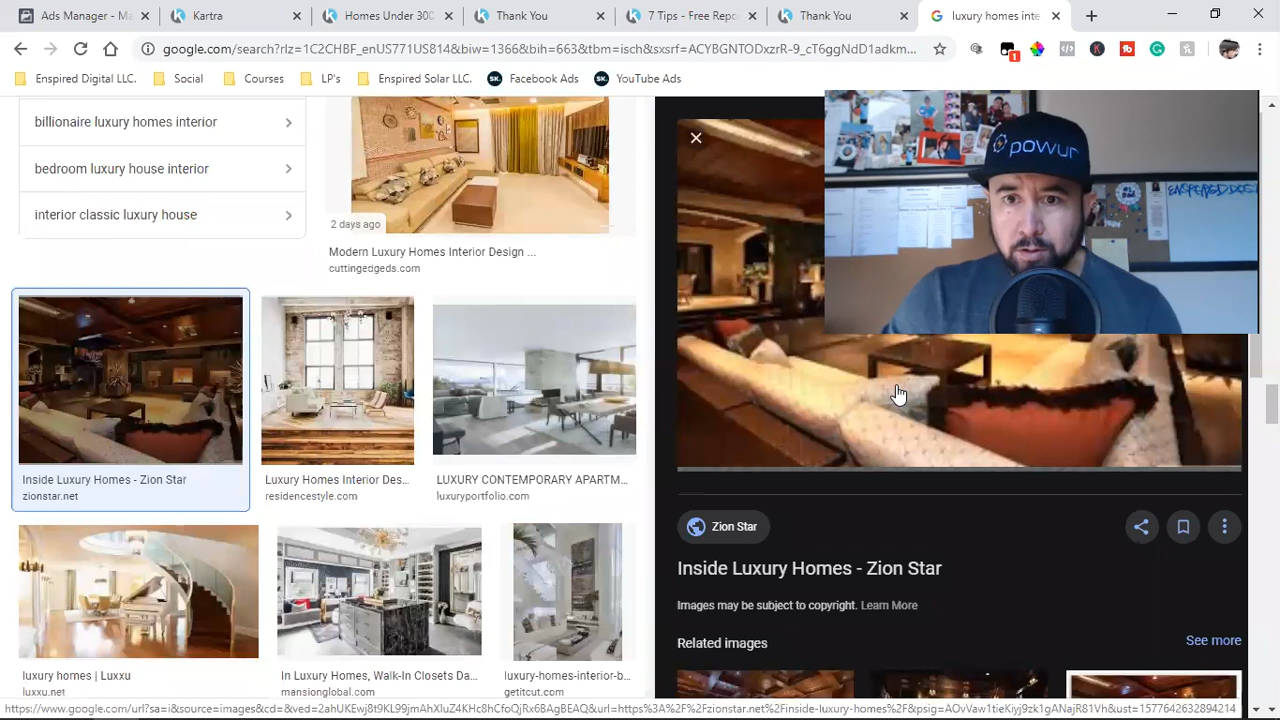 Ads Manager - Ma
Kartra
Homes Under 300
Thank You
7 Tips - Free Repo
Thank You
luxury homes inte
google.com/search?rlz=1C2CHBF_enUS771US814&biw=1366&bih=663&tbm=isch&sxsrf=ACYBGNTODxzrR-9_cT6ggNdD1adkm...
Enspired Digital LLC.
Social
Courses
LP's
Enspired Solar LLC.
Facebook Ads
YouTube Ads
billionaire luxury homes interior
bedroom luxury house interior
interior classic luxury house
2 days ago
Modern Luxury Homes Interior Design ...
cuttingedgeds.com
powur
Inside Luxury Homes - Zion Star
zionstar.net
Luxury Homes Interior Des...
residencestyle.com
LUXURY CONTEMPORARY APARTM...
luxuryportfolio.com
Zion Star
Inside Luxury Homes - Zion Star
Images may be subject to copyright. Learn More
Related images
See more
luxury homes | Luxxu
luxxu.net
In Luxury Homes, Walk-In Closets Da...
mansionglobal.com
luxury-homes-interior-b...
getitcut.com